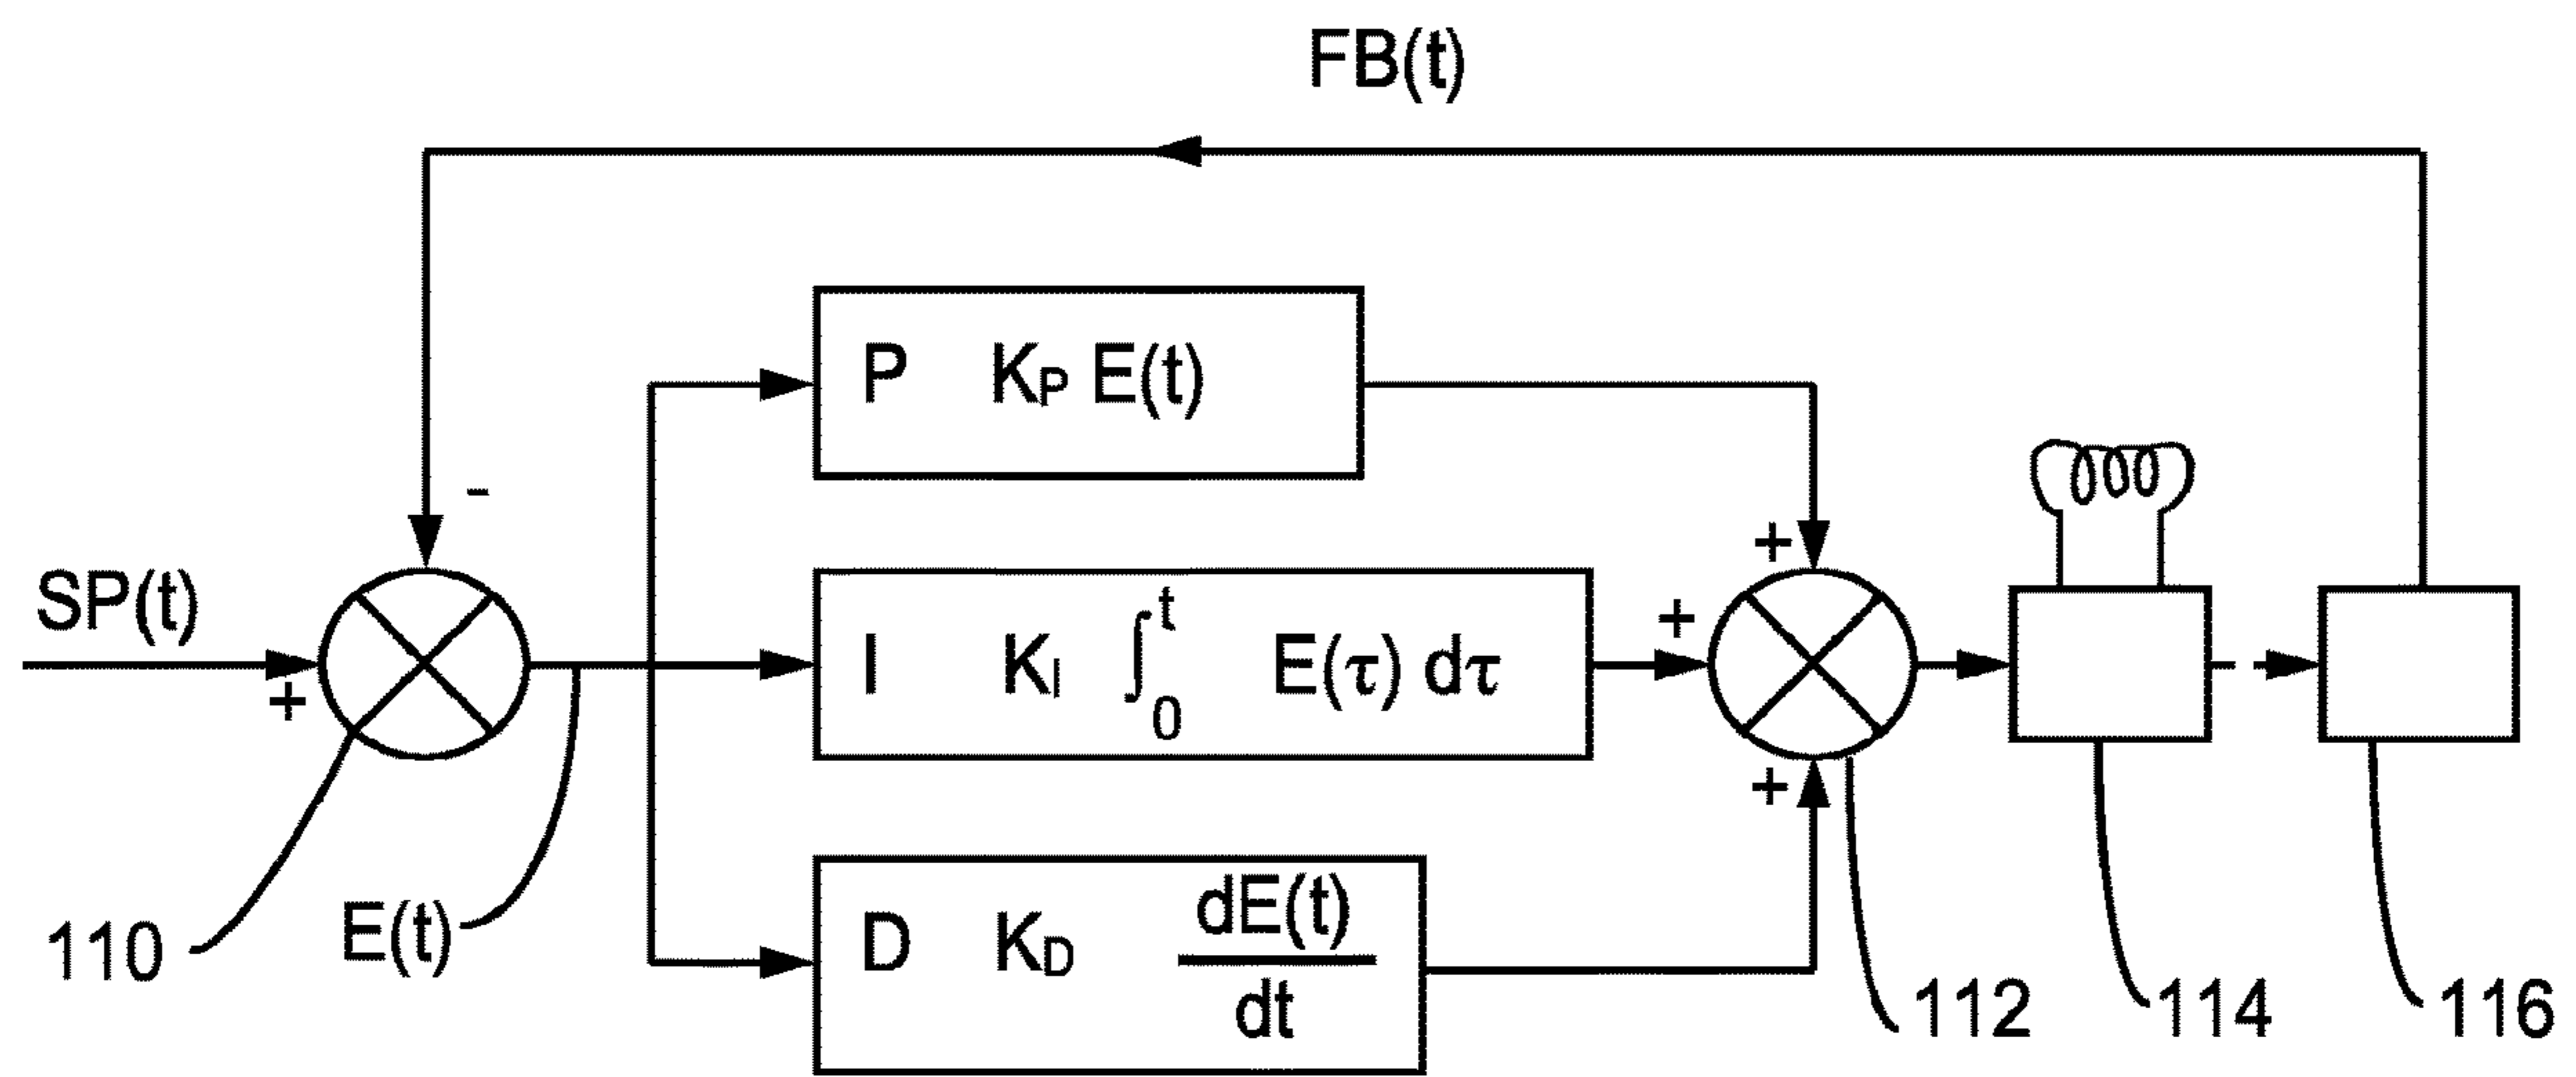 FB(t)
P K_P E(t)
-
+
SP(t)
+
I K_I ∫_0^t E(τ) dτ
+
+
D K_D dE(t)/dt
110
E(t)
112
114
116